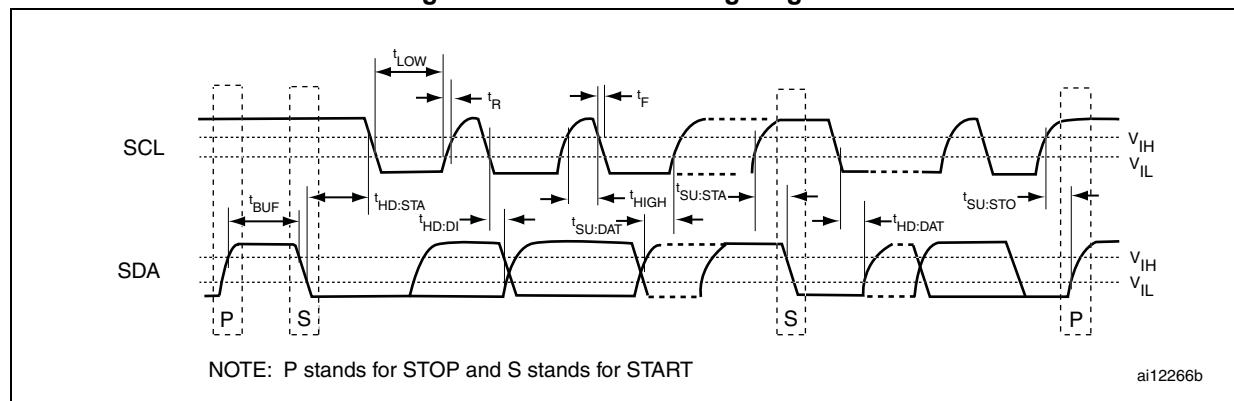 tLOW
tR
tF
SCL
VIH
VIL
tBUF
tHD:STA
tHD:DI
tSU:DAT
tHIGH
tSU:STA
tHD:DAT
tSU:STO
SDA
VIH
VIL
P
S
S
P
NOTE: P stands for STOP and S stands for START
ai12266b